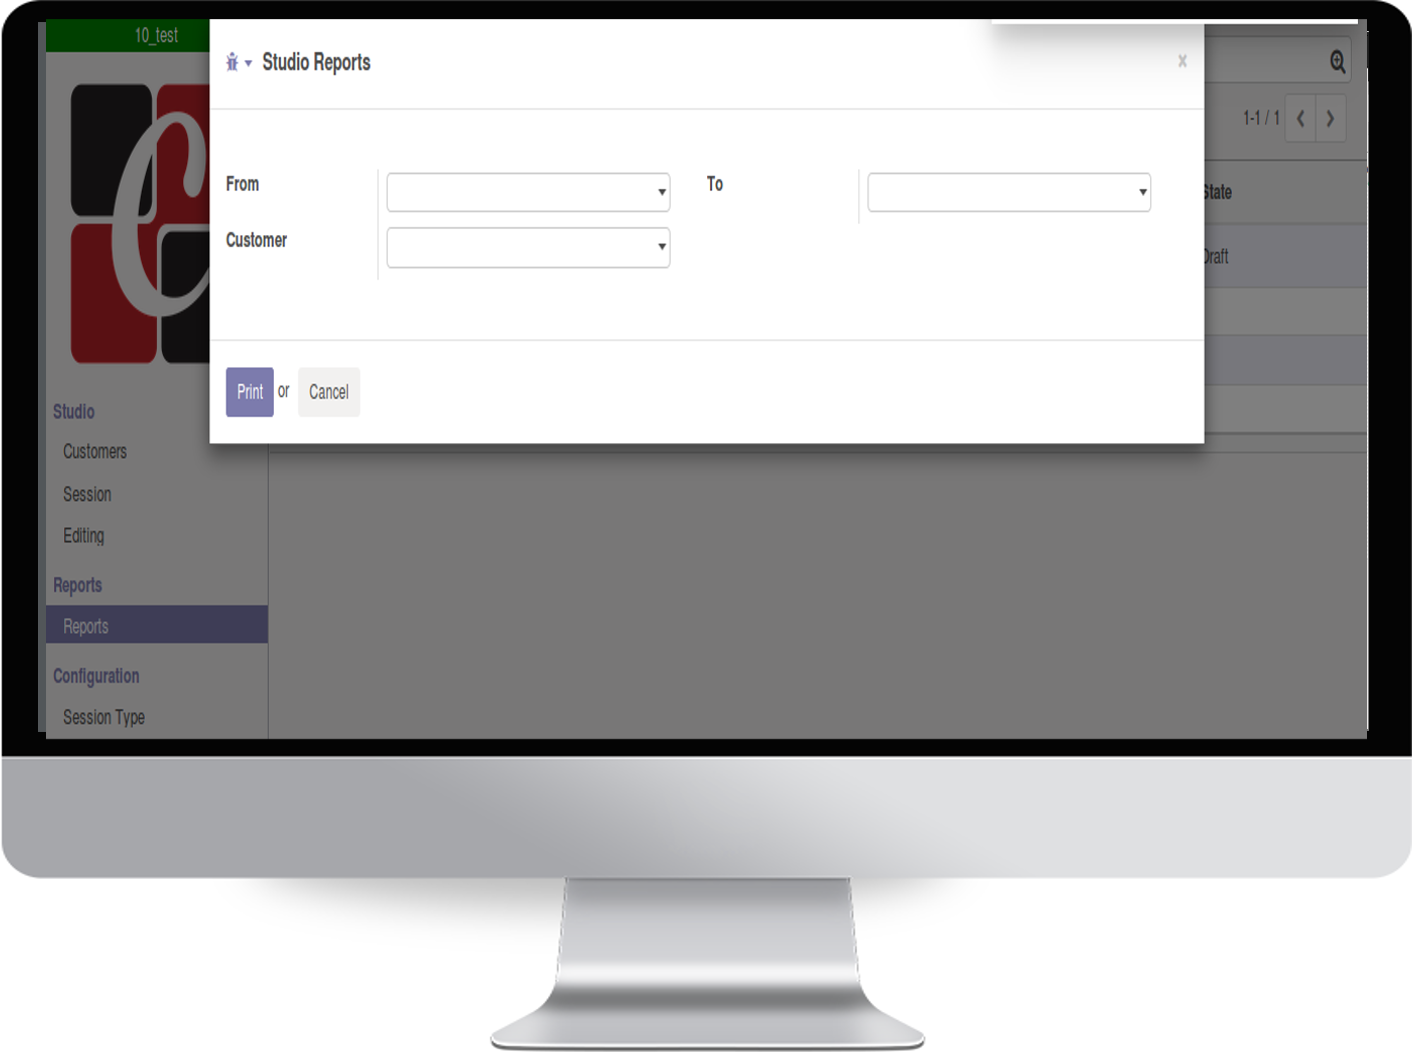 10_test
Studio Reports
x
1-1 / 1
From
To
State
Customer
Draft
Print or Cancel
Studio
Customers
Session
Editing
Reports
Reports
Configuration
Session Type